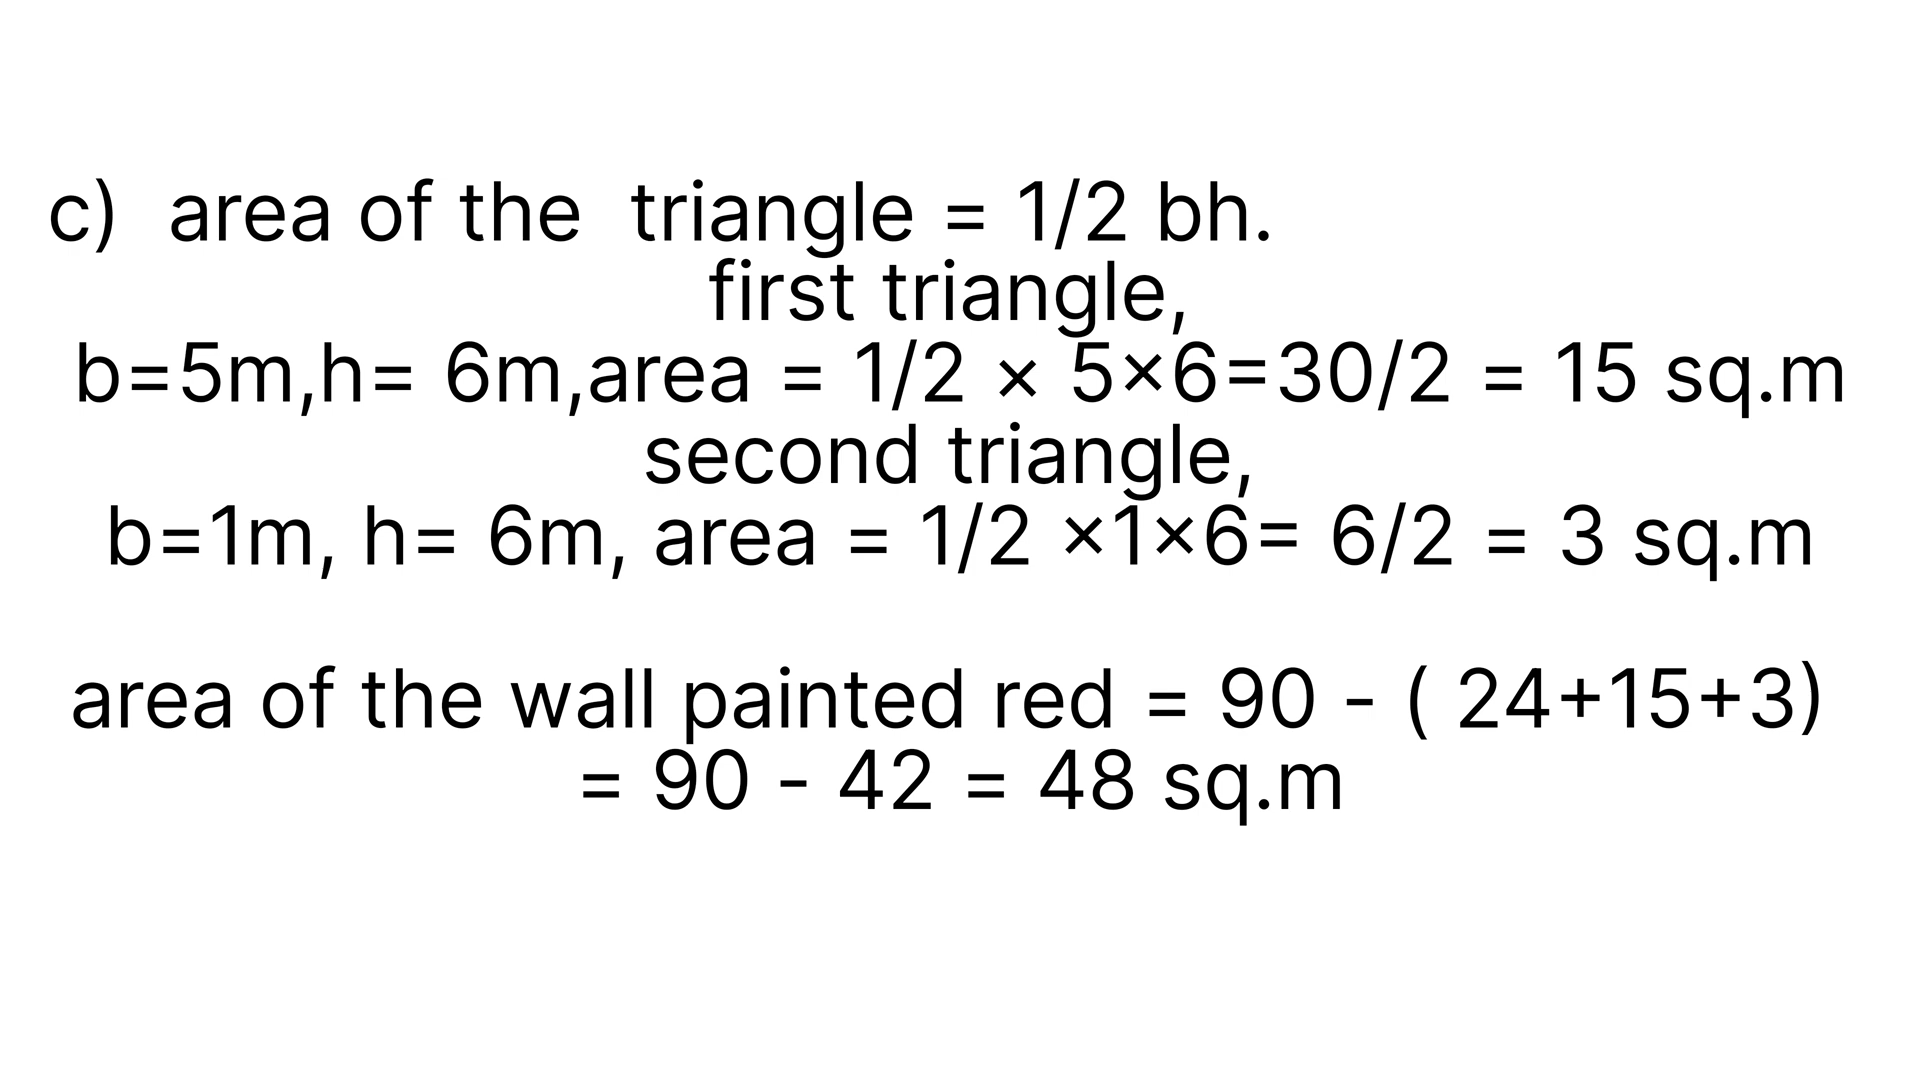 c)  area of the  triangle = 1/2 bh.
first triangle,
b=5m,h= 6m,area = 1/2 × 5×6=30/2 = 15 sq.m
second triangle,
b=1m, h= 6m, area = 1/2 ×1×6= 6/2 = 3 sq.m
area of the wall painted red = 90 - ( 24+15+3)
= 90 - 42 = 48 sq.m